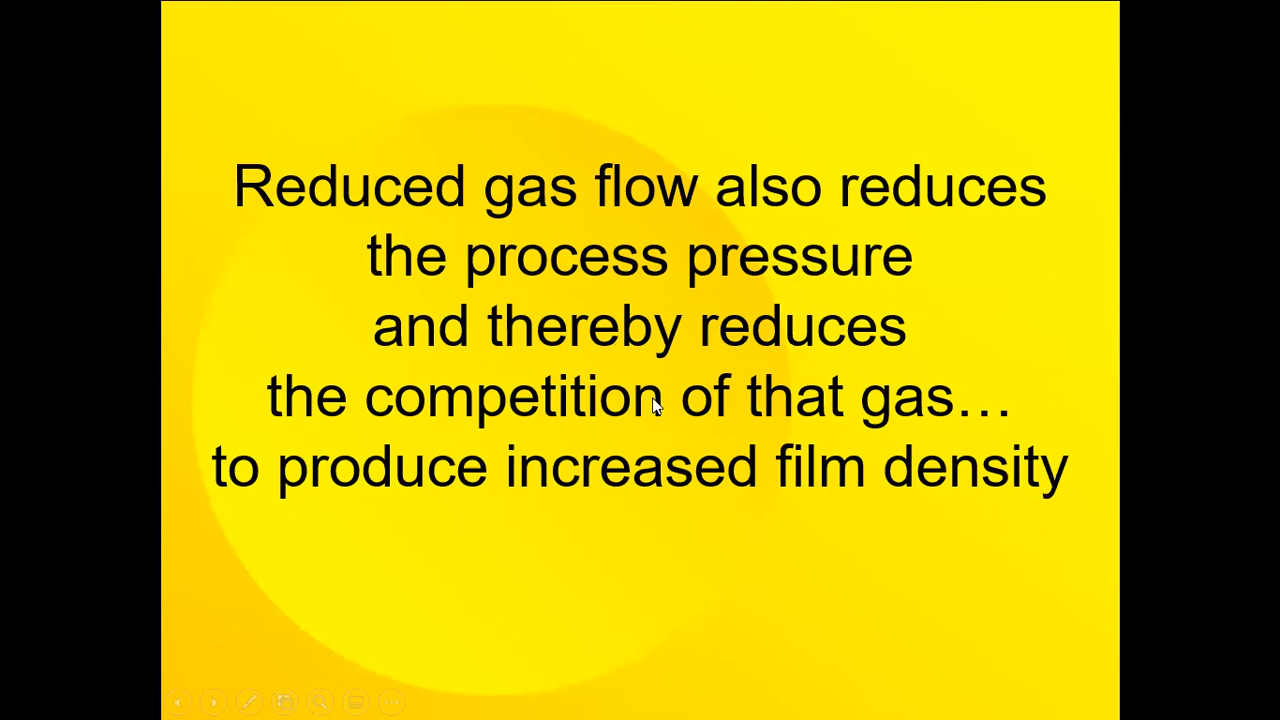 Reduced gas flow also reduces
the process pressure
and thereby reduces
the competition of that gas…
to produce increased film density